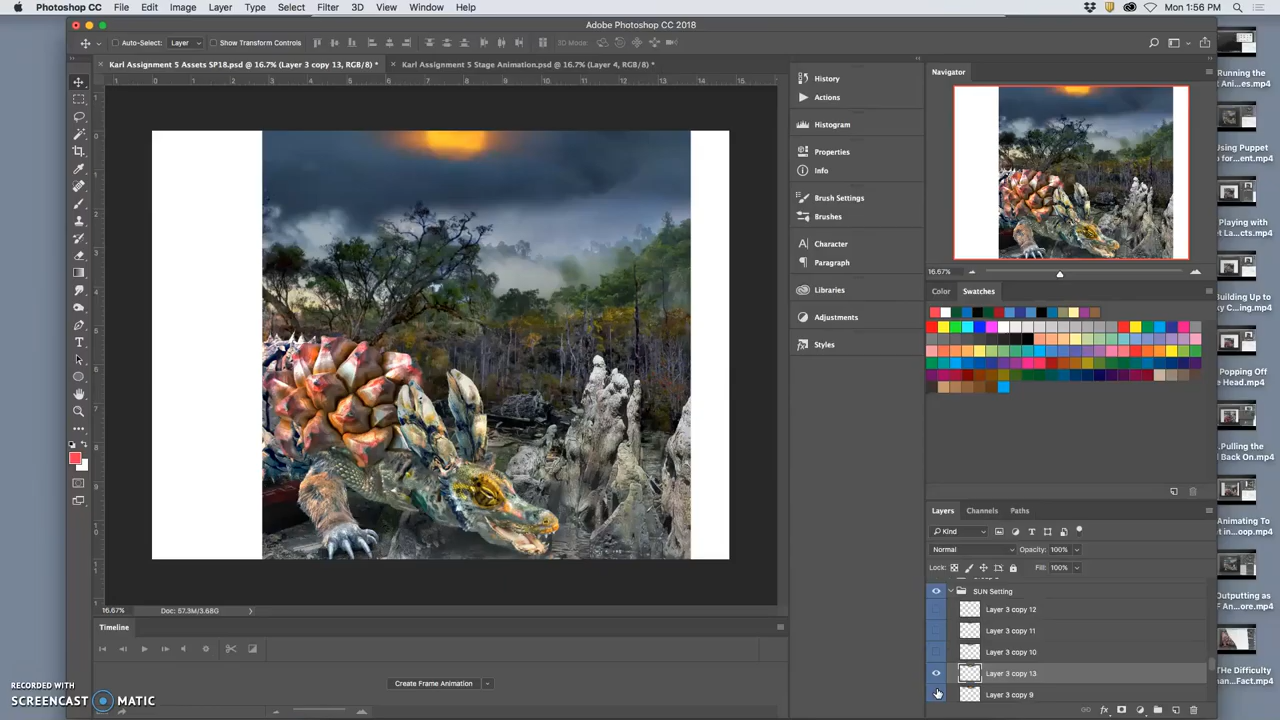 Photoshop CC File Edit Image Layer Type Select Filter 3D View Window Help
Mon 1:56 PM
Adobe Photoshop CC 2018
Auto-Select: Layer Show Transform Controls 3D Mode:
Karl Assignment 5 Assets SP18.psd @ 16.7% (Layer 3 copy 13, RGB/8) *
Karl Assignment 5 Stage Animation.psd @ 16.7% (Layer 4, RGB/8) *
History
Actions
Histogram
Properties
Info
Brush Settings
Brushes
Character
Paragraph
Libraries
Adjustments
Styles
Navigator
16.67%
Color Swatches
Layers Channels Paths
Kind
Normal Opacity: 100%
Lock: Fill: 100%
SUN Setting
Layer 3 copy 12
Layer 3 copy 11
Layer 3 copy 10
Layer 3 copy 13
Layer 3 copy 9
16.67% Doc: 57.3M/3.68G
Timeline
Create Frame Animation
RECORDED WITH
SCREENCAST MATIC
Running the
Using Puppet
Playing with
Building Up to
Popping Off
.Pulling the
Animating To
Outputting as
THe Difficulty